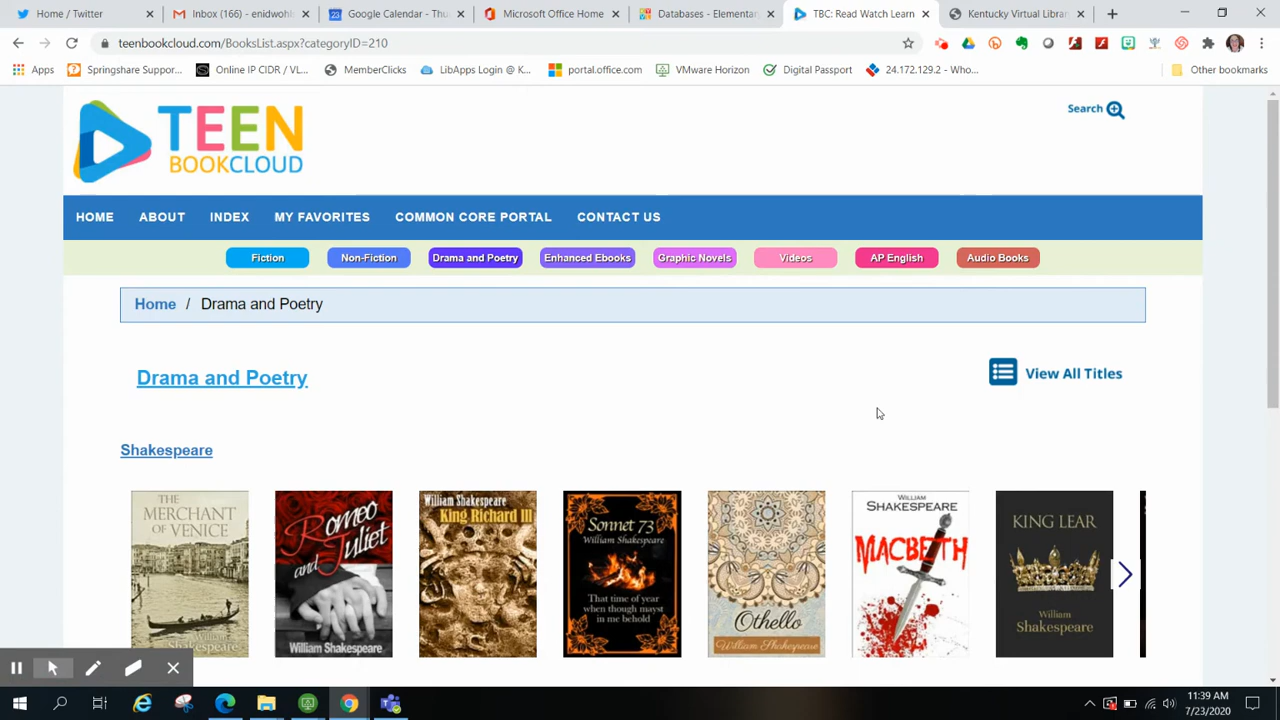 Home / Twitter
Inbox (166) - enidwohl
Google Calendar - Thu
Microsoft Office Home
Databases - Elementar
TBC: Read Watch Learn
Kentucky Virtual Librar
teenbookcloud.com/BooksList.aspx?categoryID=210
Apps
Springshare Suppor...
Online IP CIDR / VL...
MemberClicks
LibApps Login @ K...
portal.office.com
VMware Horizon
Digital Passport
24.172.129.2 - Who...
Other bookmarks
TEEN
BOOKCLOUD
Search
HOME ABOUT INDEX MY FAVORITES COMMON CORE PORTAL CONTACT US
Fiction Non-Fiction Drama and Poetry Enhanced Ebooks Graphic Novels Videos AP English Audio Books
Home / Drama and Poetry
Drama and Poetry
View All Titles
Shakespeare
THE
MERCHANT
OF VENICE
William
Shakespeare
Romeo
and Juliet
William Shakespeare
William Shakespeare
King Richard III
Sonnet 73
William Shakespeare
That time of year
when though mayst
in me behold
Othello
William Shakespeare
WILLIAM
SHAKESPEARE
MACBETH
KING LEAR
William
Shakespeare
11:39 AM
7/23/2020